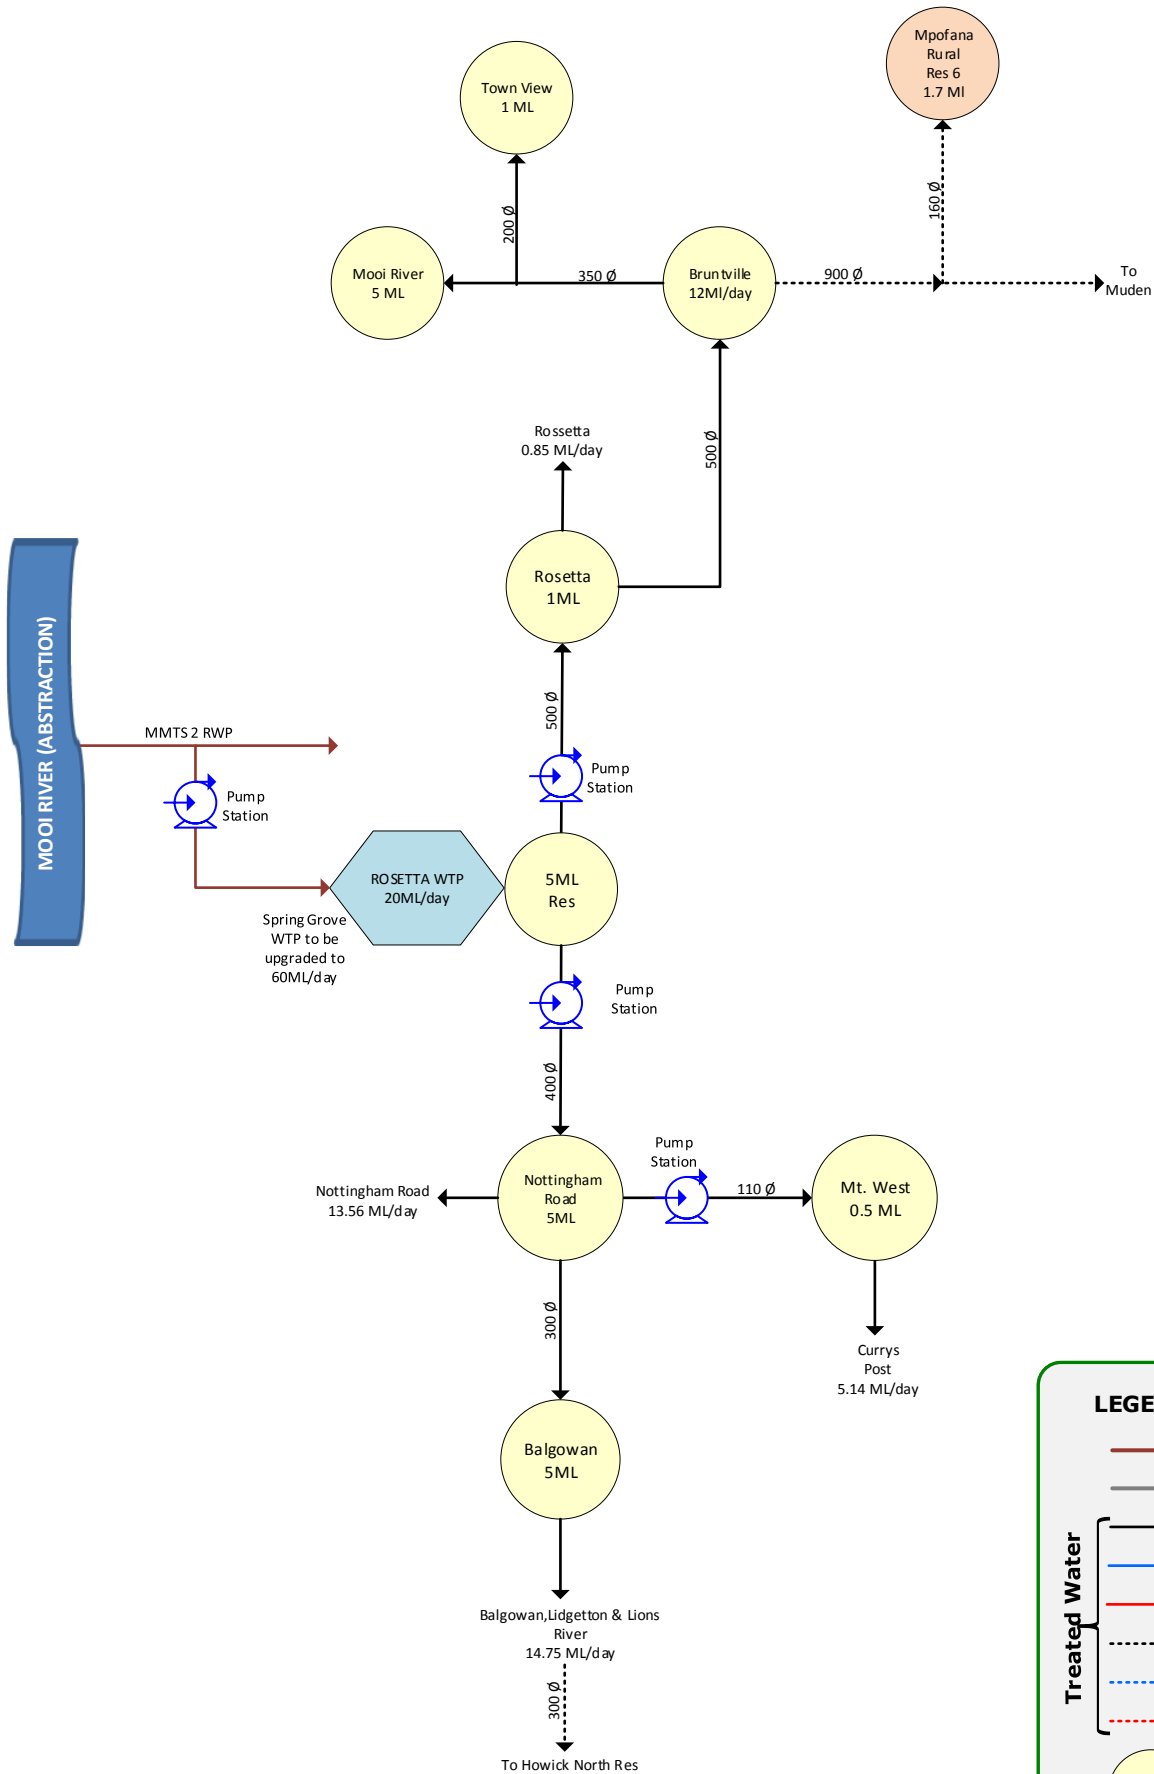 Mpofana
Rural
Res 6
1.7 Ml
Town View
1 ML
200 Ø
160 Ø
Mooi River
5 ML
350 Ø
Bruntville
12Ml/day
900 Ø
To
Muden
Rossetta
0.85 ML/day
500 Ø
Rosetta
1ML
MOOI RIVER (ABSTRACTION)
500 Ø
MMTS 2 RWP
Pump
Station
Pump
Station
ROSETTA WTP
20ML/day
5ML
Res
Spring Grove
WTP to be
upgraded to
60ML/day
Pump
Station
400 Ø
Pump
Station
Nottingham Road
13.56 ML/day
Nottingham
Road
5ML
110 Ø
Mt. West
0.5 ML
300 Ø
Currys
Post
5.14 ML/day
Balgowan
5ML
LEGE
Treated Water
Balgowan,Lidgetton & Lions
River
14.75 ML/day
300 Ø
To Howick North Res